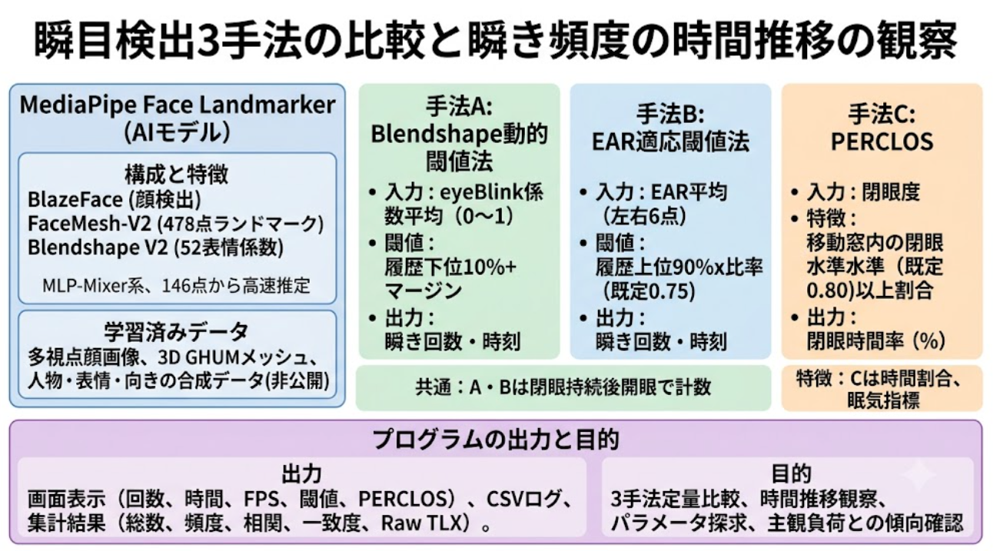 瞬目検出3手法の比較と瞬き頻度の時間推移の観察
MediaPipe Face Landmarker
(AIモデル)
構成と特徴
BlazeFace (顔検出)
FaceMesh-V2 (478点ランドマーク)
Blendshape V2 (52表情係数)
MLP-Mixer系、146点から高速推定
学習済みデータ
多視点顔画像、3D GHUMメッシュ、
人物・表情・向きの合成データ(非公開)
手法A:
Blendshape動的
閾値法
• 入力 : eyeBlink係
数平均（0〜1）
• 閾値 :
履歴下位10%+
マージン
• 出力 :
瞬き回数・時刻
手法B:
EAR適応閾値法
• 入力 : EAR平均
（左右6点）
• 閾値 :
履歴上位90%x比率
（既定0.75)
• 出力 :
瞬き回数・時刻
共通：A・Bは閉眼持続後開眼で計数
手法C:
PERCLOS
• 入力 : 閉眼度
• 特徴 :
移動窓内の閉眼
水準水準（既定
0.80)以上割合
• 出力 :
閉眼時間率（%）
特徴：Cは時間割合、
眠気指標
プログラムの出力と目的
出力
画面表示（回数、時間、FPS、閾値、PERCLOS）、CSVログ、
集計結果（総数、頻度、相関、一致度、Raw TLX）。
目的
3手法定量比較、時間推移観察、
パラメータ探求、主観負荷との傾向確認